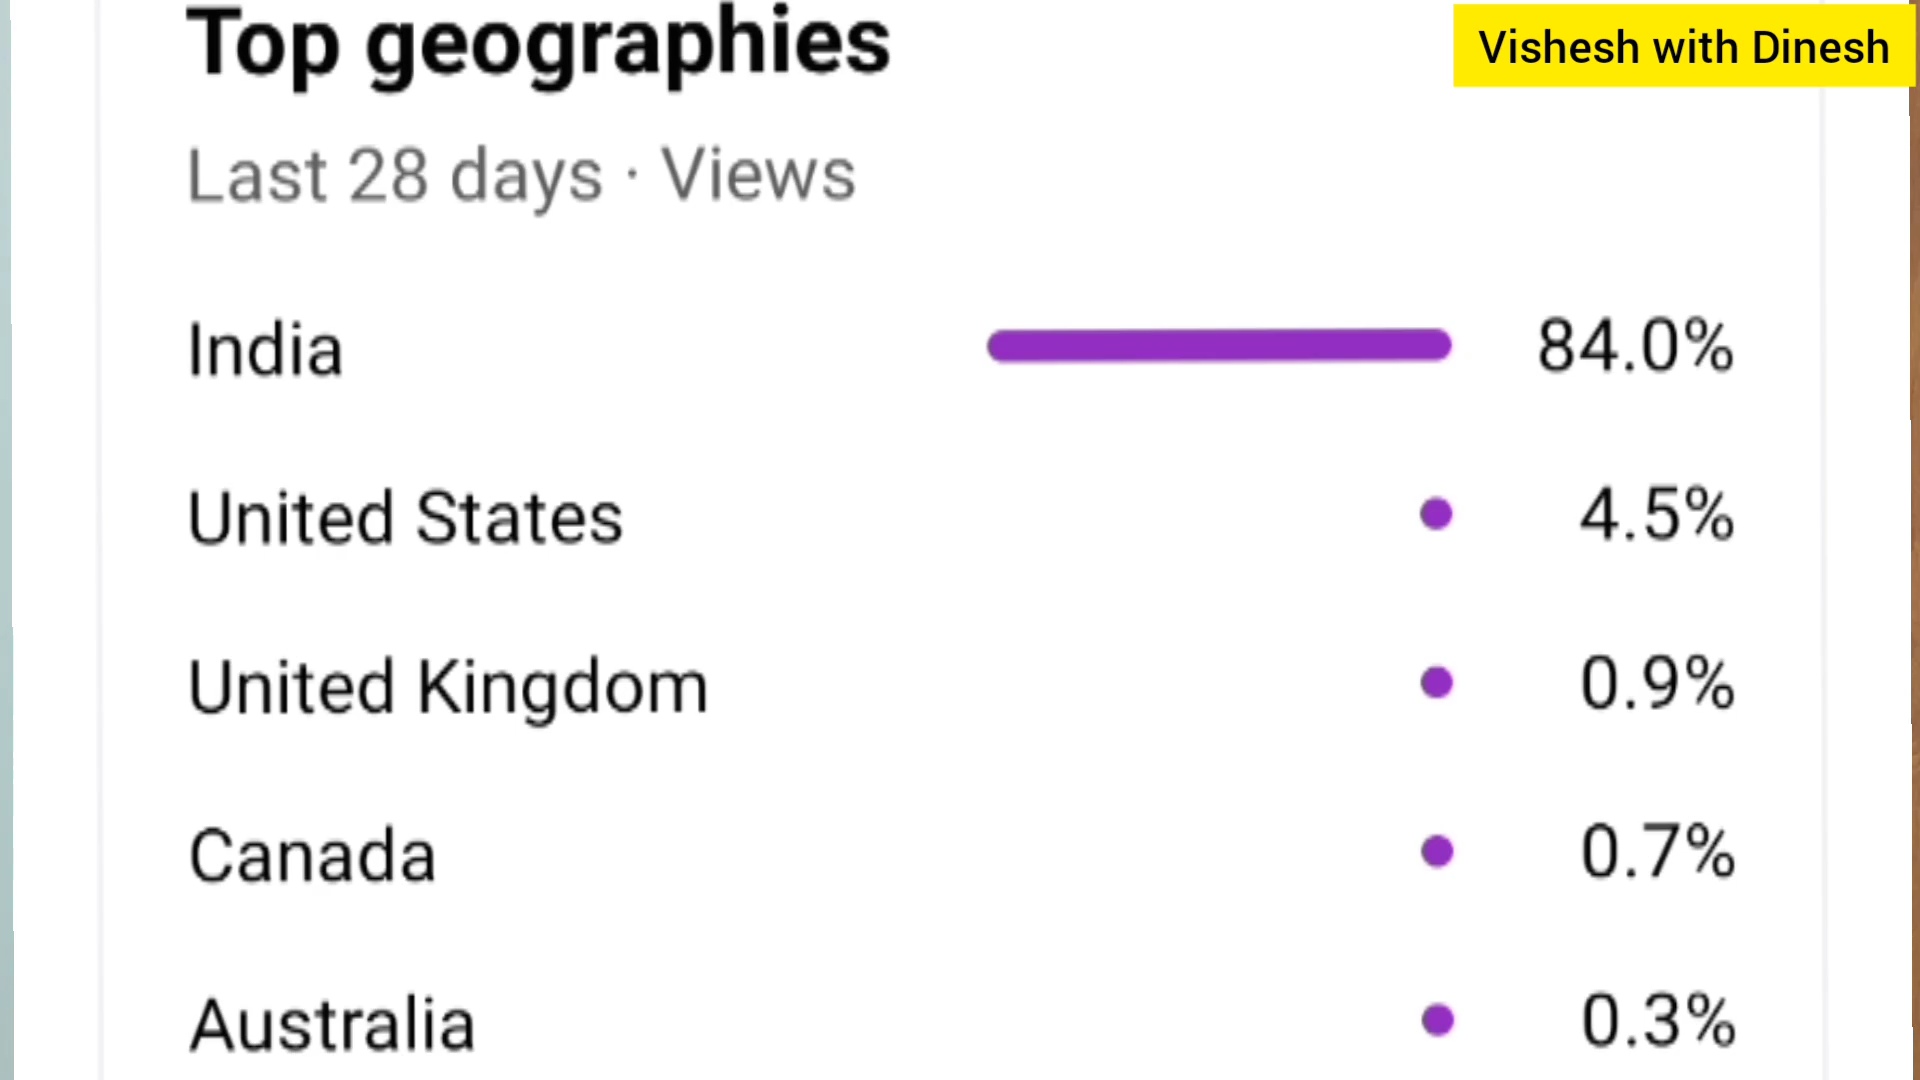 Top geographies
Vishesh with Dinesh
Last 28 days · Views
India 84.0%
United States 4.5%
United Kingdom 0.9%
Canada 0.7%
Australia 0.3%